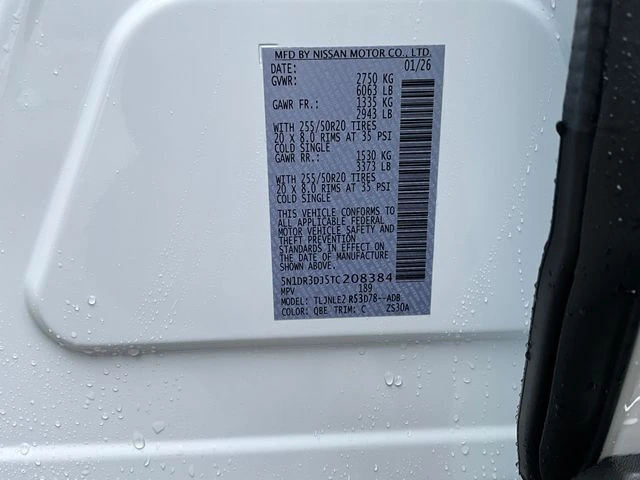 MFD BY NISSAN MOTOR CO., LTD.
DATE: 01/26
GVWR: 2750 KG
6063 LB
GAWR FR.: 1335 KG
2943 LB
WITH 255/50R20 TIRES
20 X 8.0 RIMS AT 35 PSI
COLD SINGLE
GAWR RR.: 1530 KG
3373 LB
WITH 255/50R20 TIRES
20 X 8.0 RIMS AT 35 PSI
COLD SINGLE
THIS VEHICLE CONFORMS TO
ALL APPLICABLE FEDERAL
MOTOR VEHICLE SAFETY AND
THEFT PREVENTION
STANDARDS IN EFFECT ON
THE DATE OF MANUFACTURE
SHOWN ABOVE.
5N1DR3DJ5TC208384
MPV 189
MODEL: TLJNLE2 R53D78--ADB
COLOR: QBE TRIM: C ZS30A